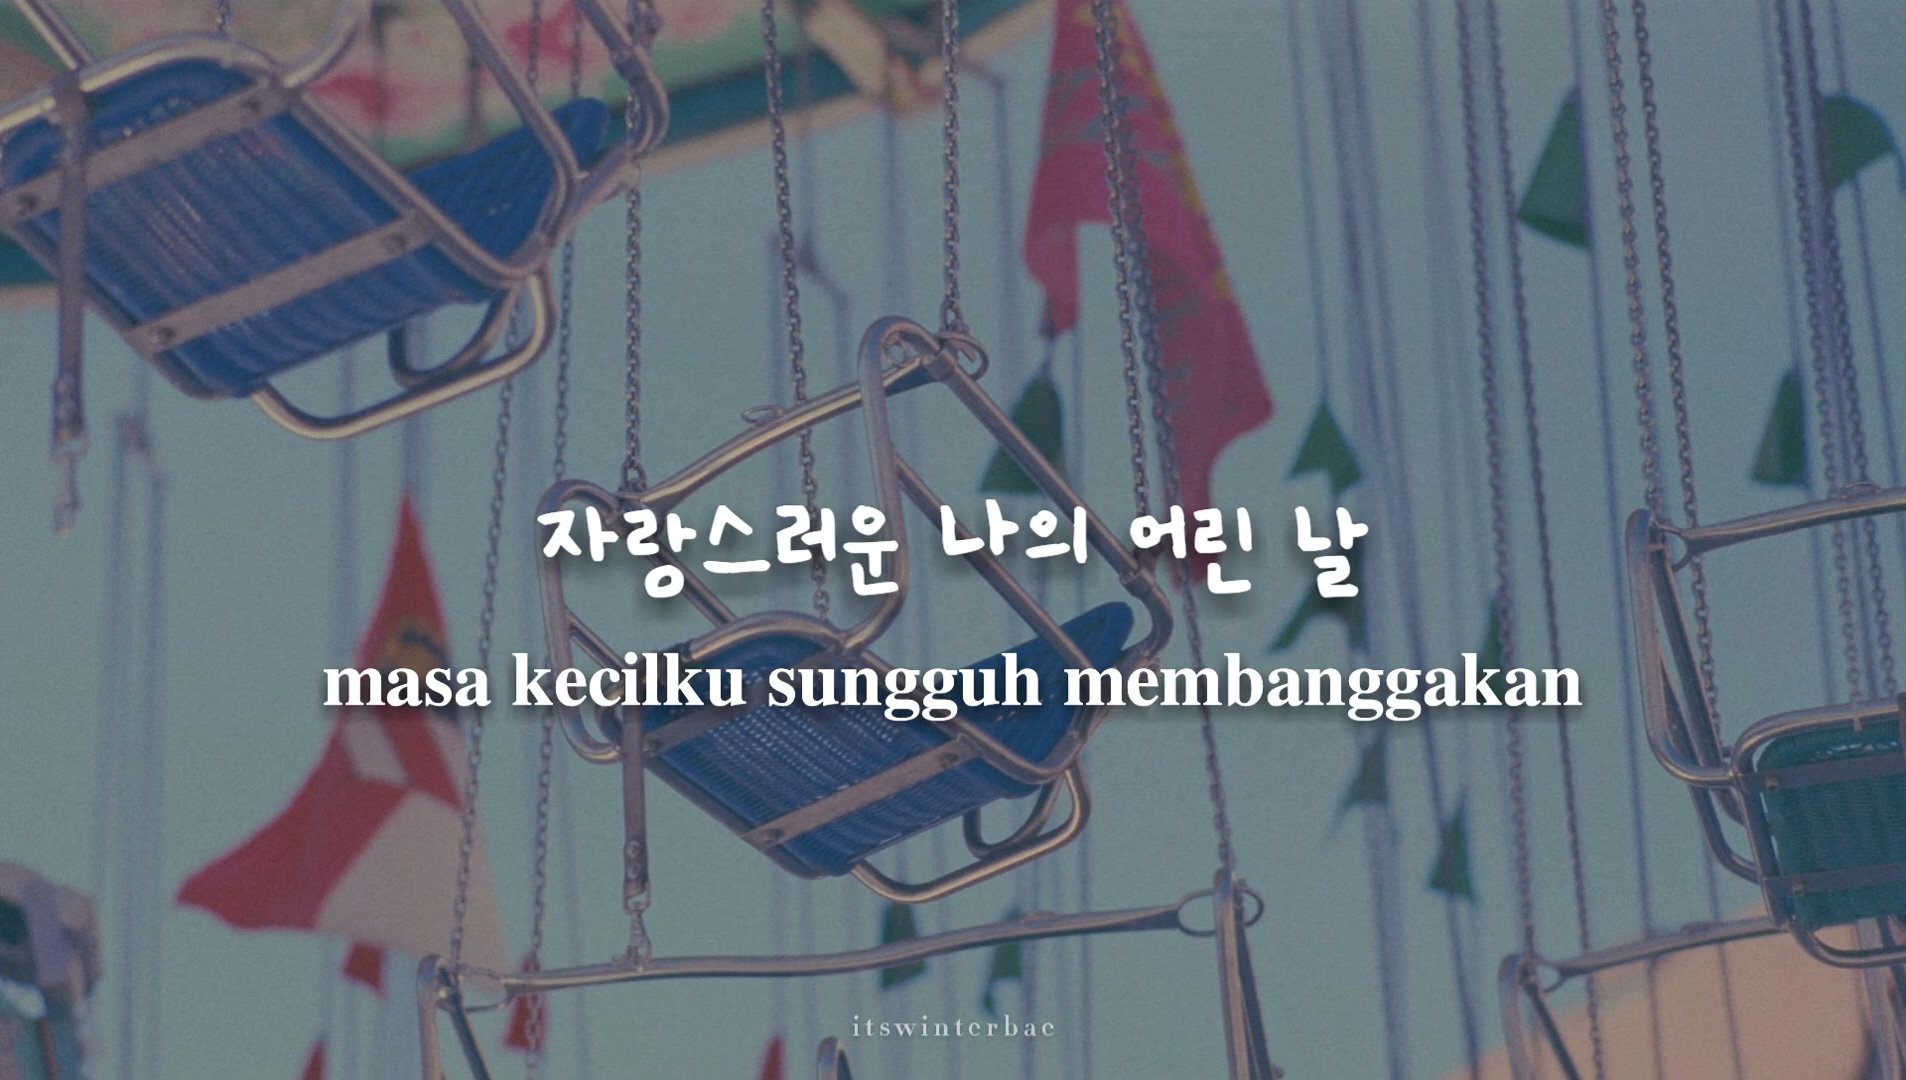 자랑스러운 나의 어린 날
masa kecilku sungguh membanggakan
itswinterbae